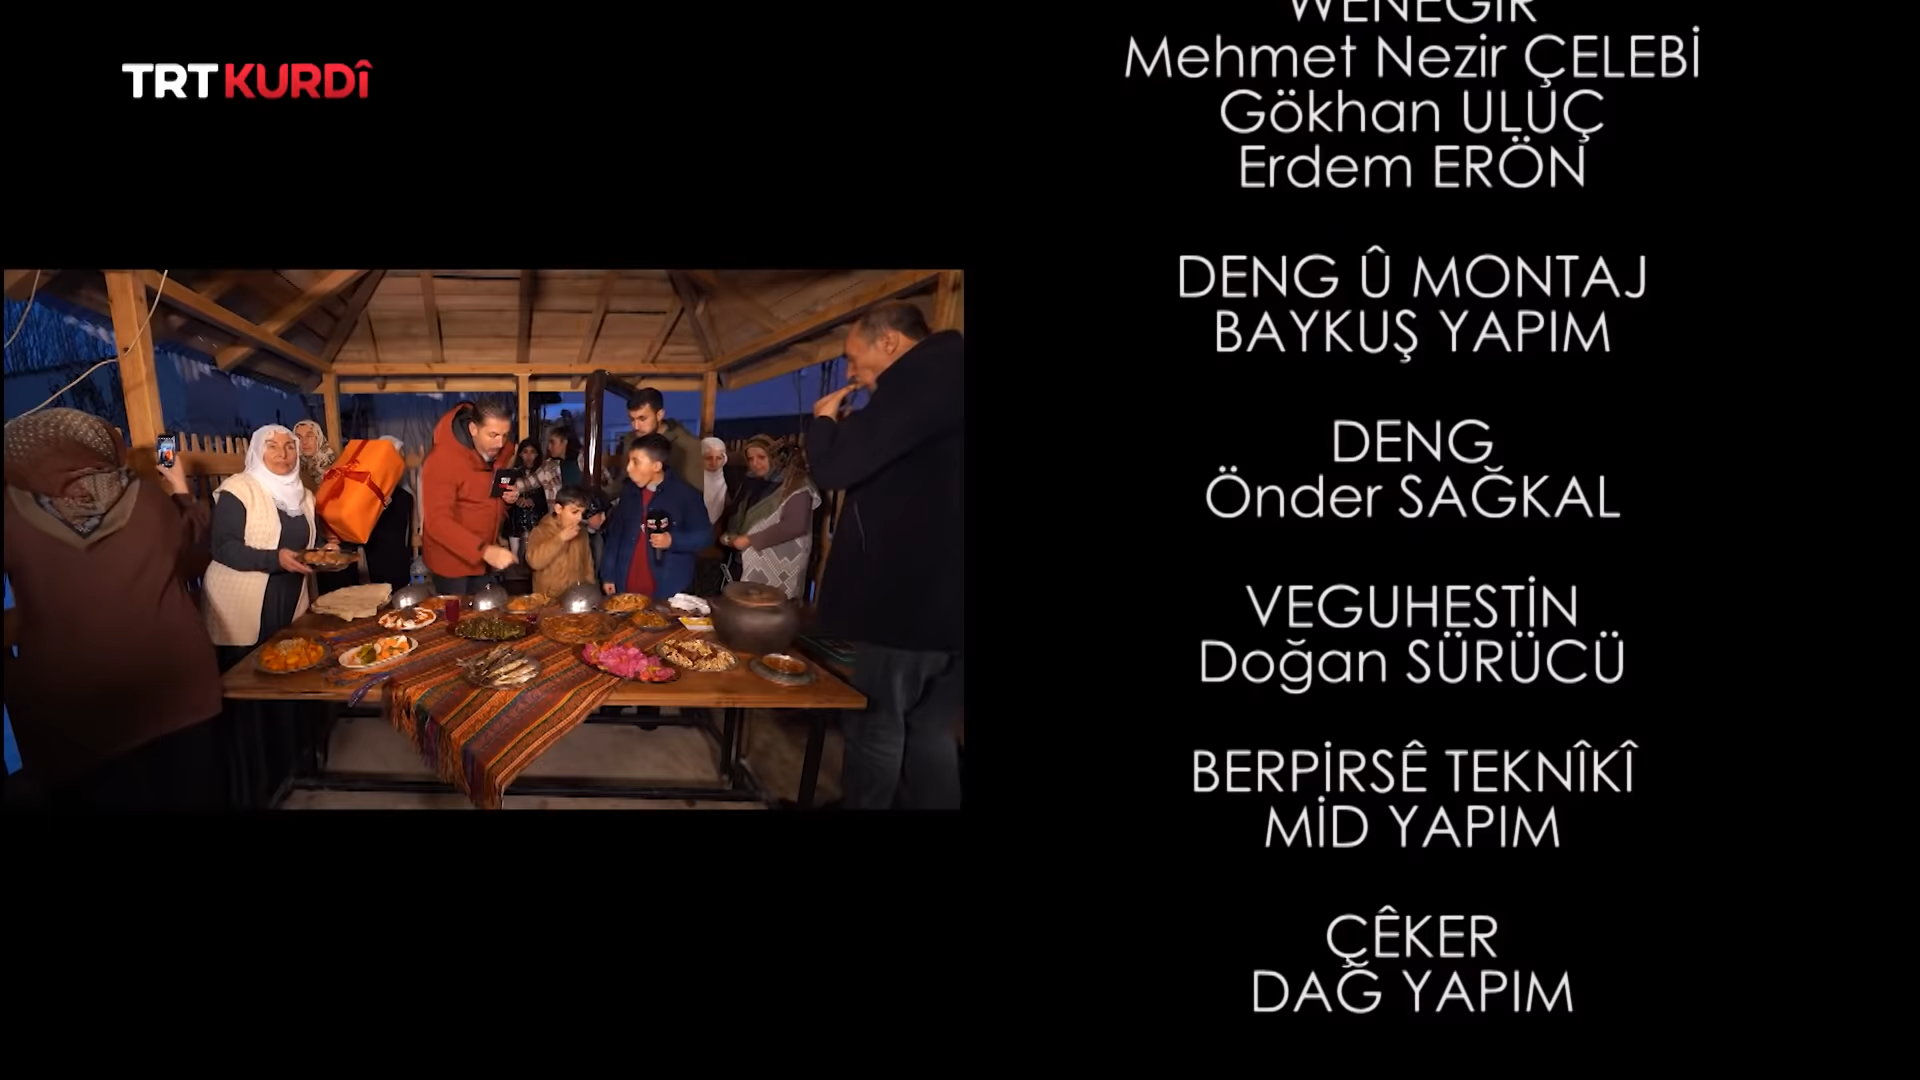 TRT KURDÎ
WÊNEGİR
Mehmet Nezir ÇELEBİ
Gökhan ULUÇ
Erdem ERÖN
DENG Û MONTAJ
BAYKUŞ YAPIM
DENG
Önder SAĞKAL
VEGUHESTİN
Doğan SÜRÜCÜ
BERPİRSÊ TEKNÎKÎ
MİD YAPIM
ÇÊKER
DAĞ YAPIM